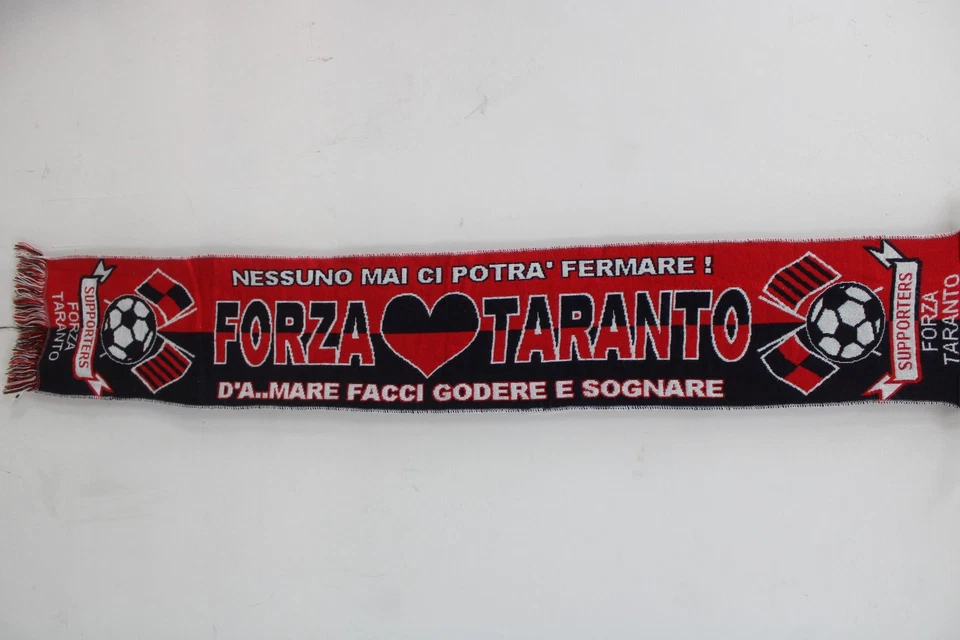 NESSUNO MAI CI POTRA' FERMARE !
FORZA TARANTO
D'A..MARE FACCI GODERE E SOGNARE
SUPPORTERS
FORZA
TARANTO
SUPPORTERS
FORZA
TARANTO